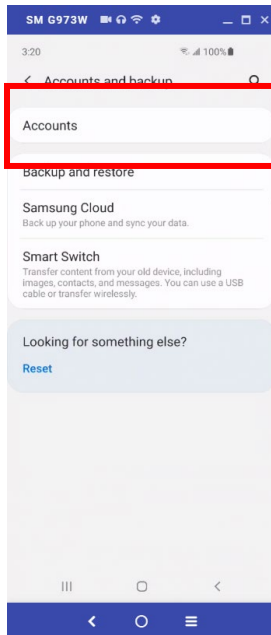 SM G973W
3:20
100%
Accounts and backup
Accounts
Backup and restore
Samsung Cloud
Back up your phone and sync your data.
Smart Switch
Transfer content from your old device, including
images, contacts, and messages. You can use a USB
cable or transfer wirelessly.
Looking for something else?
Reset